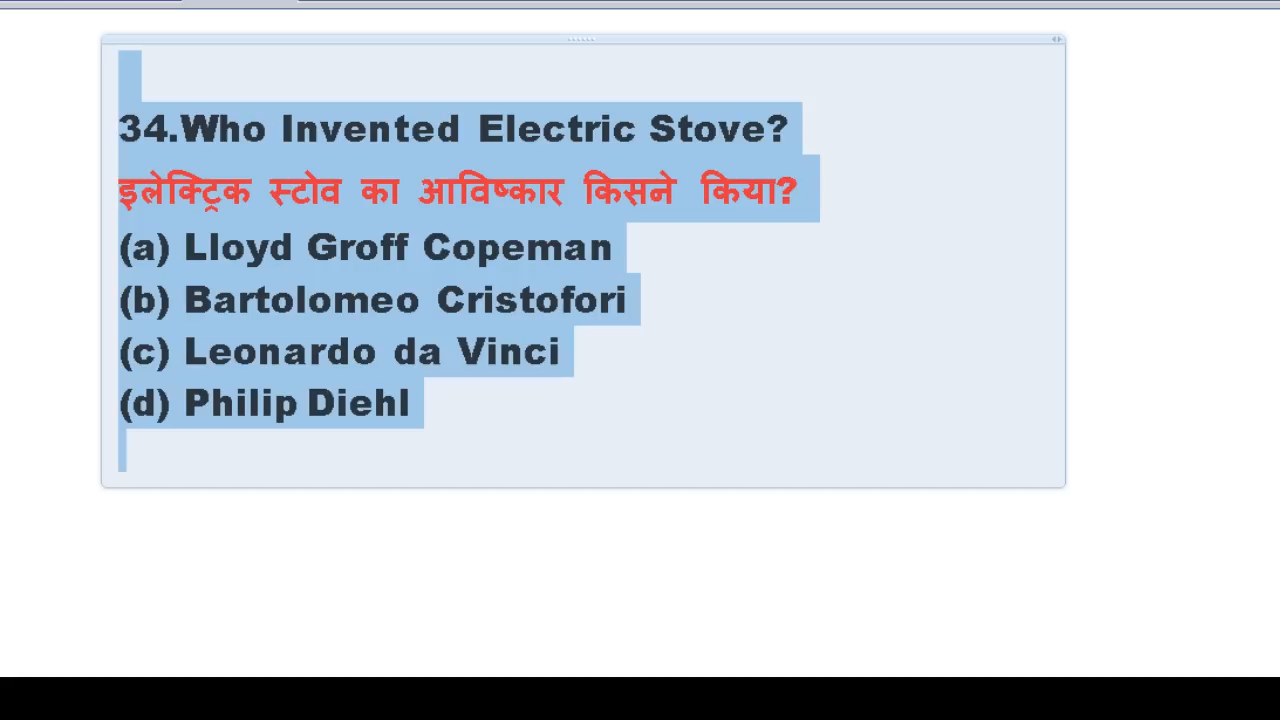 34.Who Invented Electric Stove?
इलेक्ट्रिक स्टोव का आविष्कार किसने किया?
(a) Lloyd Groff Copeman
(b) Bartolomeo Cristofori
(c) Leonardo da Vinci
(d) Philip Diehl